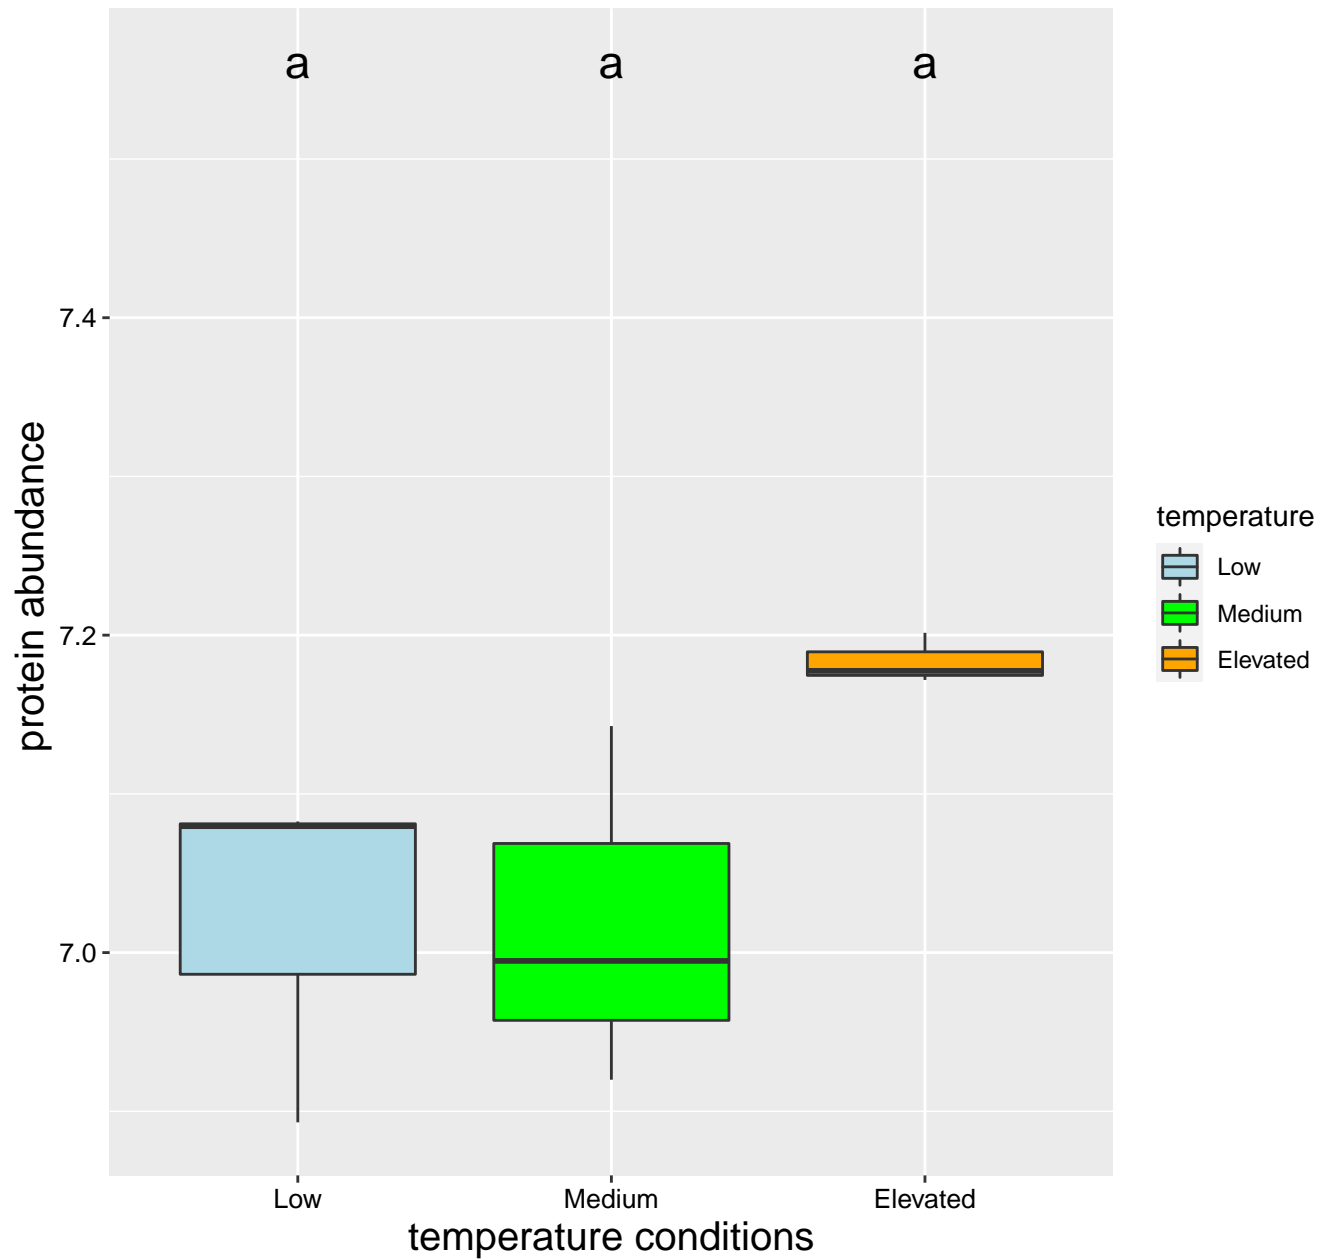 a a a
7.4
7.2
7.0
protein abundance
Low Medium Elevated
temperature conditions
temperature
Low
Medium
Elevated